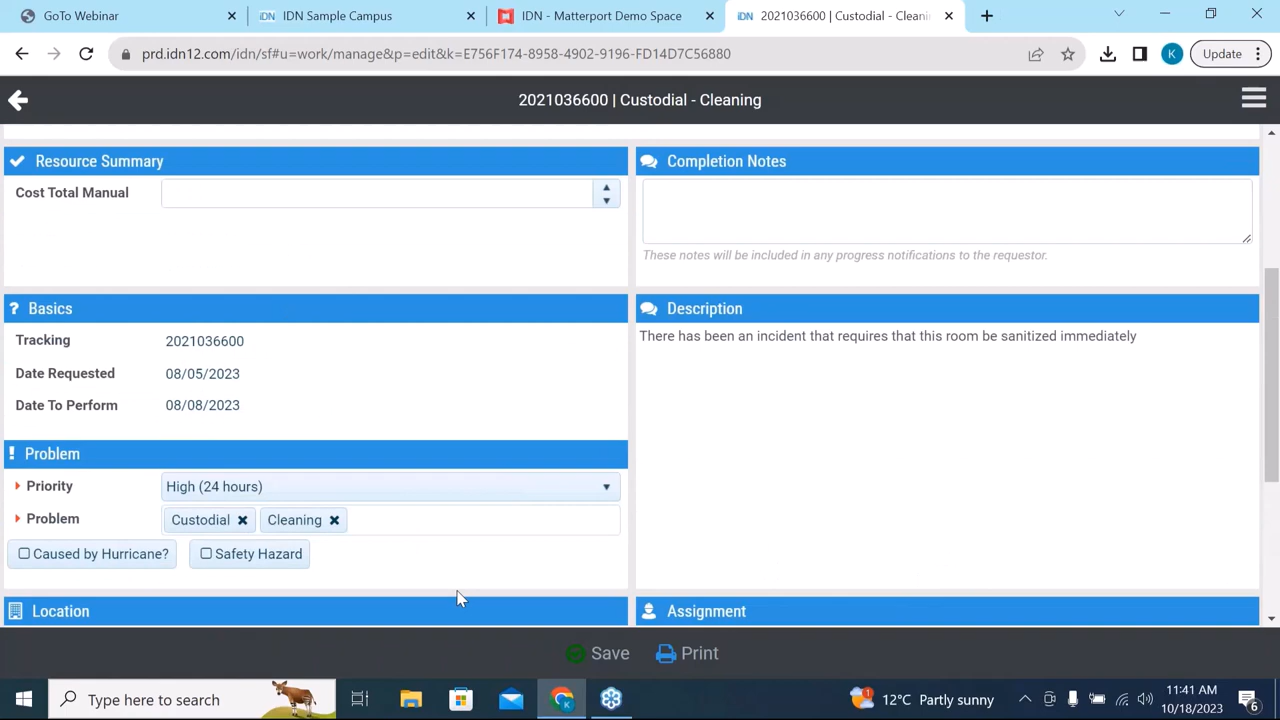 GoTo Webinar
IDN Sample Campus
IDN - Matterport Demo Space
2021036600 | Custodial - Cleani
prd.idn12.com/idn/sf#u=work/manage&p=edit&k=E756F174-8958-4902-9196-FD14D7C56880
K
Update
2021036600 | Custodial - Cleaning
Resource Summary
Cost Total Manual
Completion Notes
These notes will be included in any progress notifications to the requestor.
Basics
Tracking 2021036600
Date Requested 08/05/2023
Date To Perform 08/08/2023
Description
There has been an incident that requires that this room be sanitized immediately
Problem
Priority High (24 hours)
Problem Custodial Cleaning
Caused by Hurricane? Safety Hazard
Location
Assignment
Save Print
Type here to search
12°C Partly sunny
11:41 AM
10/18/2023
6